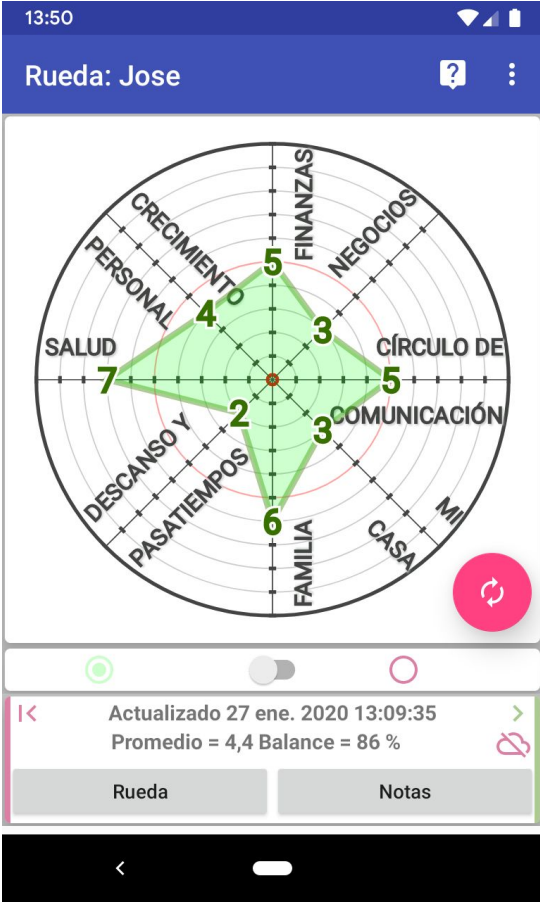 13:50
Rueda: Jose
?
FINANZAS
NEGOCIOS
CÍRCULO DE
COMUNICACIÓN
MI
CASA
FAMILIA
DESCANSO Y
PASATIEMPOS
SALUD
CRECIMIENTO
PERSONAL
5
3
5
3
6
2
7
4
Actualizado 27 ene. 2020 13:09:35
Promedio = 4,4 Balance = 86 %
Rueda
Notas